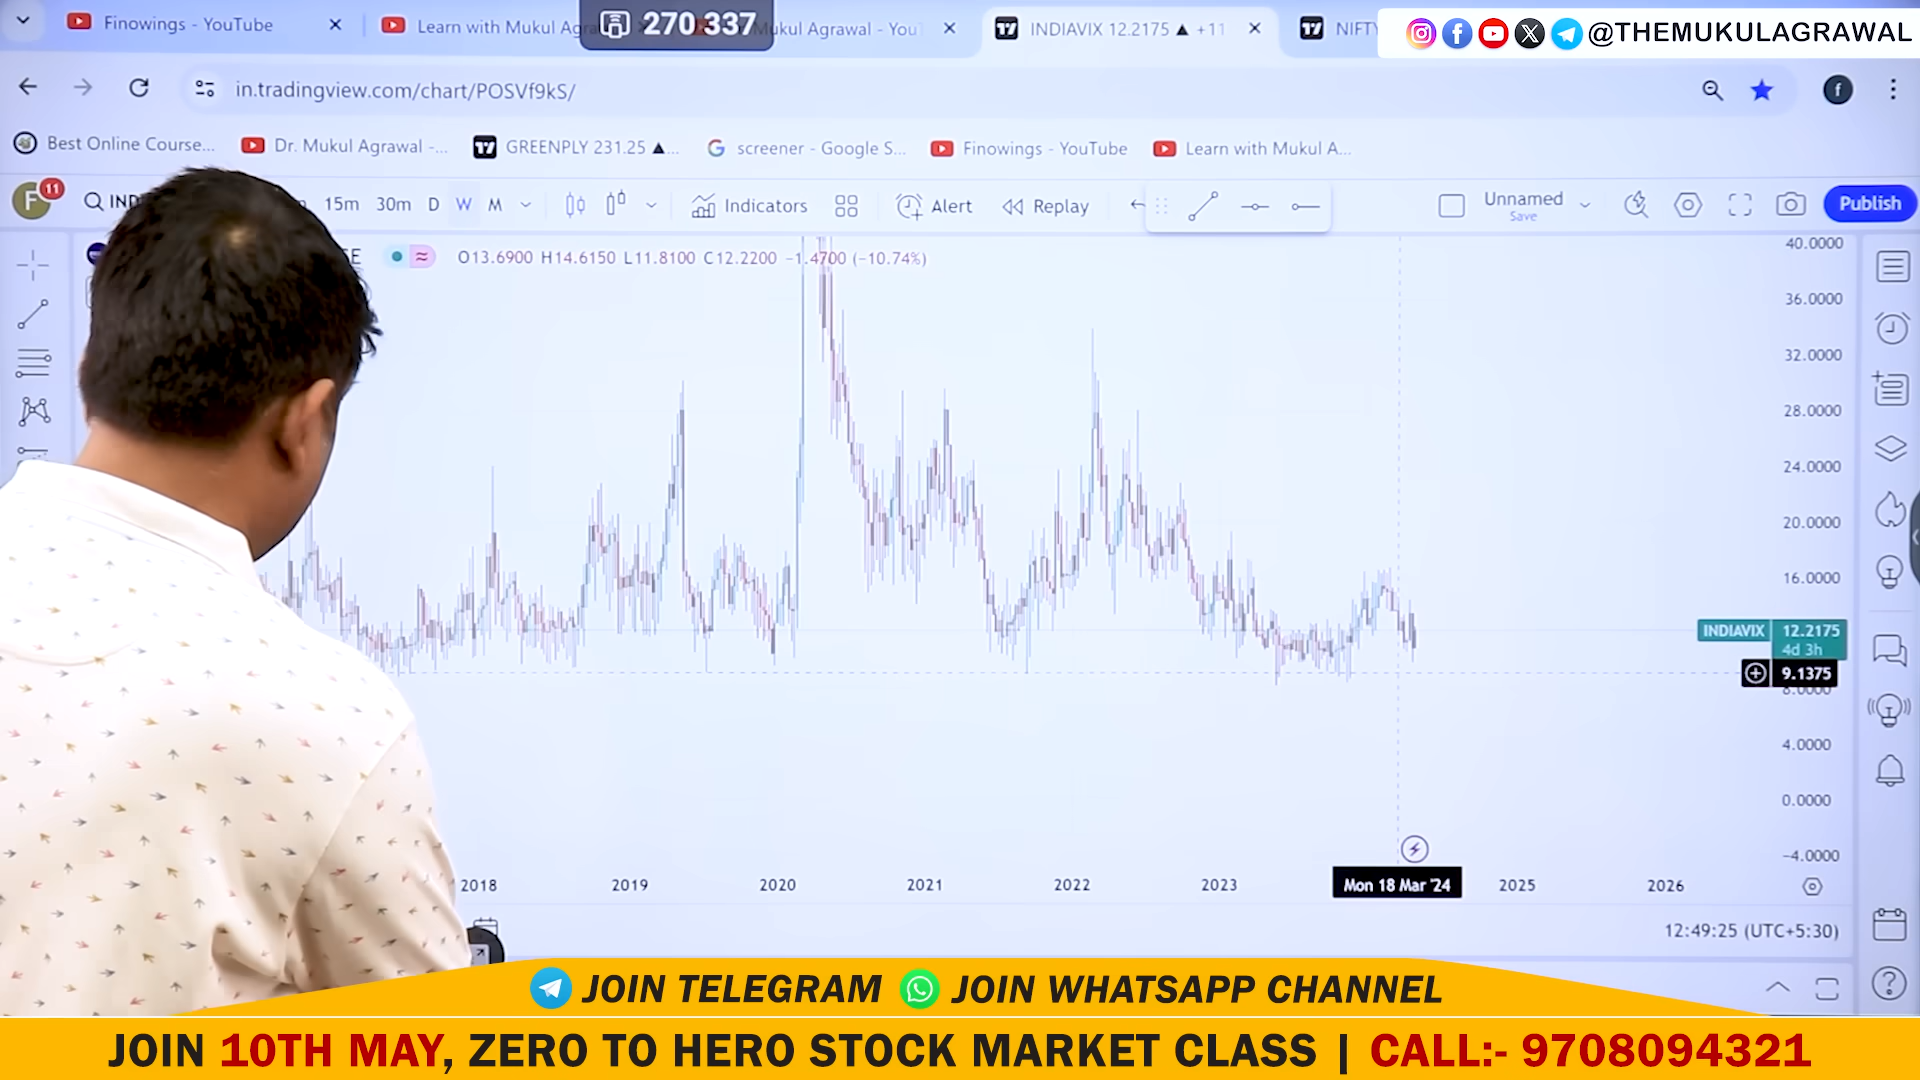 Finowings - YouTube
Learn with Mukul Agra
270 337
Mukul Agrawal - You
INDIAVIX 12.2175 ▲ +11
NIFTY
@THEMUKULAGRAWAL
in.tradingview.com/chart/POSVf9kS/
f
Best Online Course...
Dr. Mukul Agrawal -...
GREENPLY 231.25 ▲...
screener - Google S...
Finowings - YouTube
Learn with Mukul A...
F
11
IND
15m
30m
D
W
M
Indicators
Alert
Replay
Unnamed
Save
Publish
E
O13.6900 H14.6150 L11.8100 C12.2200 −1.4700 (−10.74%)
40.0000
36.0000
32.0000
28.0000
24.0000
20.0000
16.0000
INDIAVIX 12.2175
4d 3h
9.1375
8.0000
4.0000
0.0000
−4.0000
2018
2019
2020
2021
2022
2023
Mon 18 Mar '24
2025
2026
12:49:25 (UTC+5:30)
JOIN TELEGRAM JOIN WHATSAPP CHANNEL
JOIN 10TH MAY, ZERO TO HERO STOCK MARKET CLASS | CALL:- 9708094321